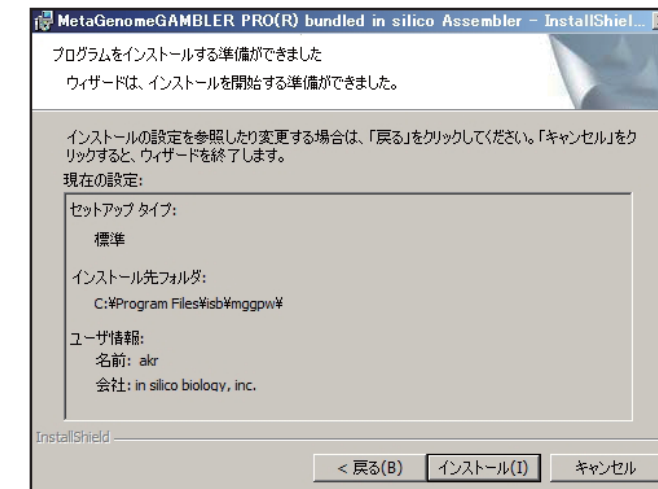 MetaGenomeGAMBLER PRO(R) bundled in silico Assembler - InstallShiel...
プログラムをインストールする準備ができました
ウィザードは、インストールを開始する準備ができました。
インストールの設定を参照したり変更する場合は、「戻る」をクリックしてください。「キャンセル」をク
リックすると、ウィザードを終了します。
現在の設定:
セットアップ タイプ:
標準
インストール先フォルダ:
C:¥Program Files¥isb¥mggpw¥
ユーザ情報:
名前: akr
会社: in silico biology, inc.
InstallShield
< 戻る(B) インストール(I) キャンセル